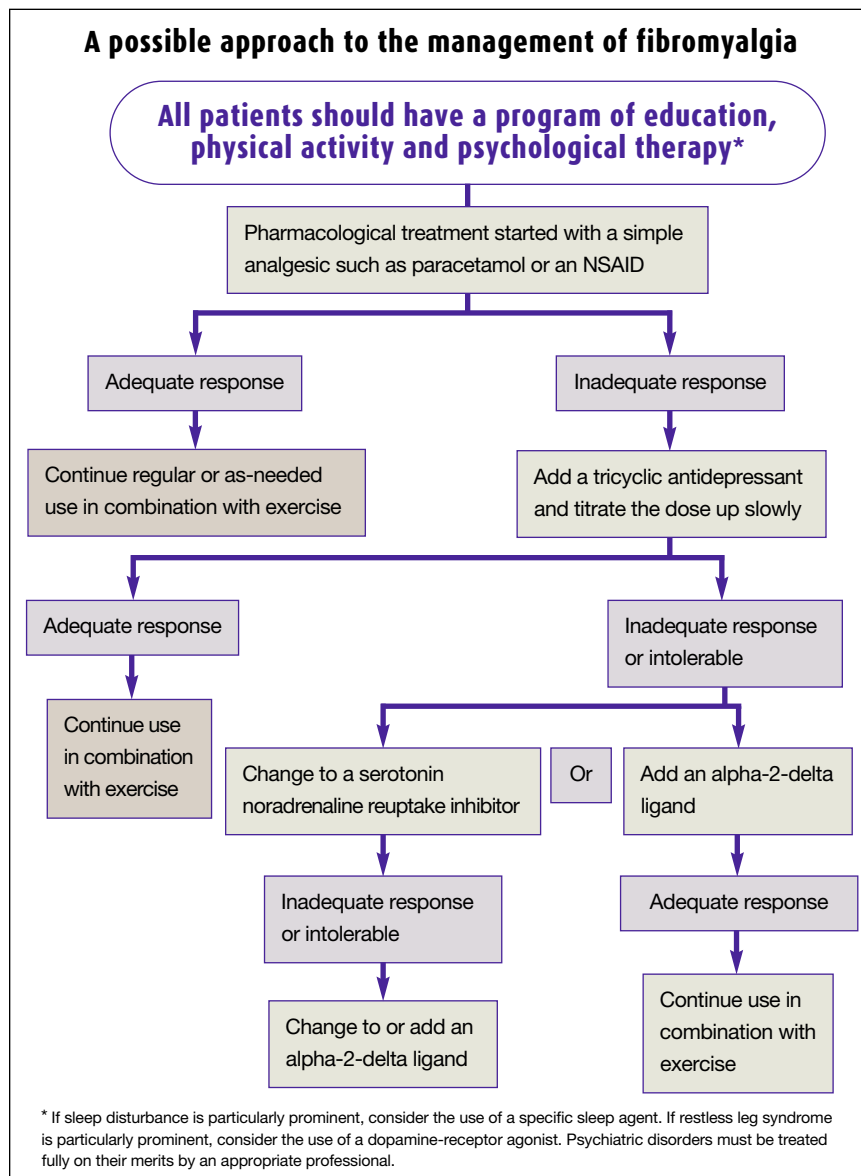 A possible approach to the management of fibromyalgia
All patients should have a program of education,
physical activity and psychological therapy*
Pharmacological treatment started with a simple
analgesic such as paracetamol or an NSAID
Adequate response
Inadequate response
Continue regular or as-needed
use in combination with exercise
Add a tricyclic antidepressant
and titrate the dose up slowly
Adequate response
Inadequate response
or intolerable
Continue use
in combination
with exercise
Change to a serotonin
noradrenaline reuptake inhibitor
Or
Add an alpha-2-delta
ligand
Inadequate response
or intolerable
Adequate response
Change to or add an
alpha-2-delta ligand
Continue use in
combination with
exercise
* If sleep disturbance is particularly prominent, consider the use of a specific sleep agent. If restless leg syndrome
is particularly prominent, consider the use of a dopamine-receptor agonist. Psychiatric disorders must be treated
fully on their merits by an appropriate professional.